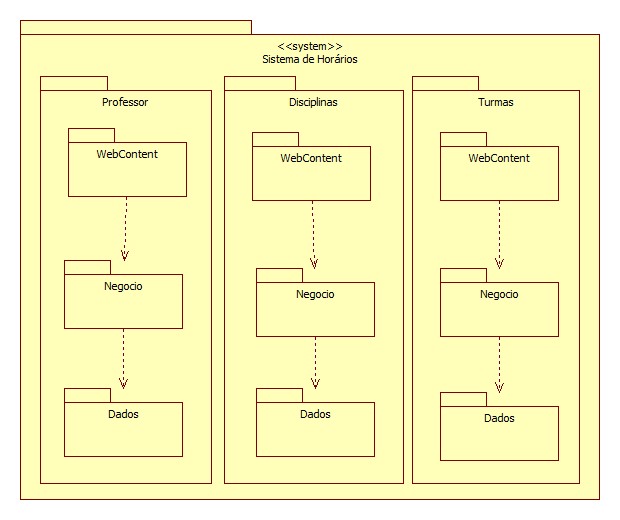 <<system>>
Sistema de Horários
Professor
WebContent
Negocio
Dados
Disciplinas
WebContent
Negocio
Dados
Turmas
WebContent
Negocio
Dados